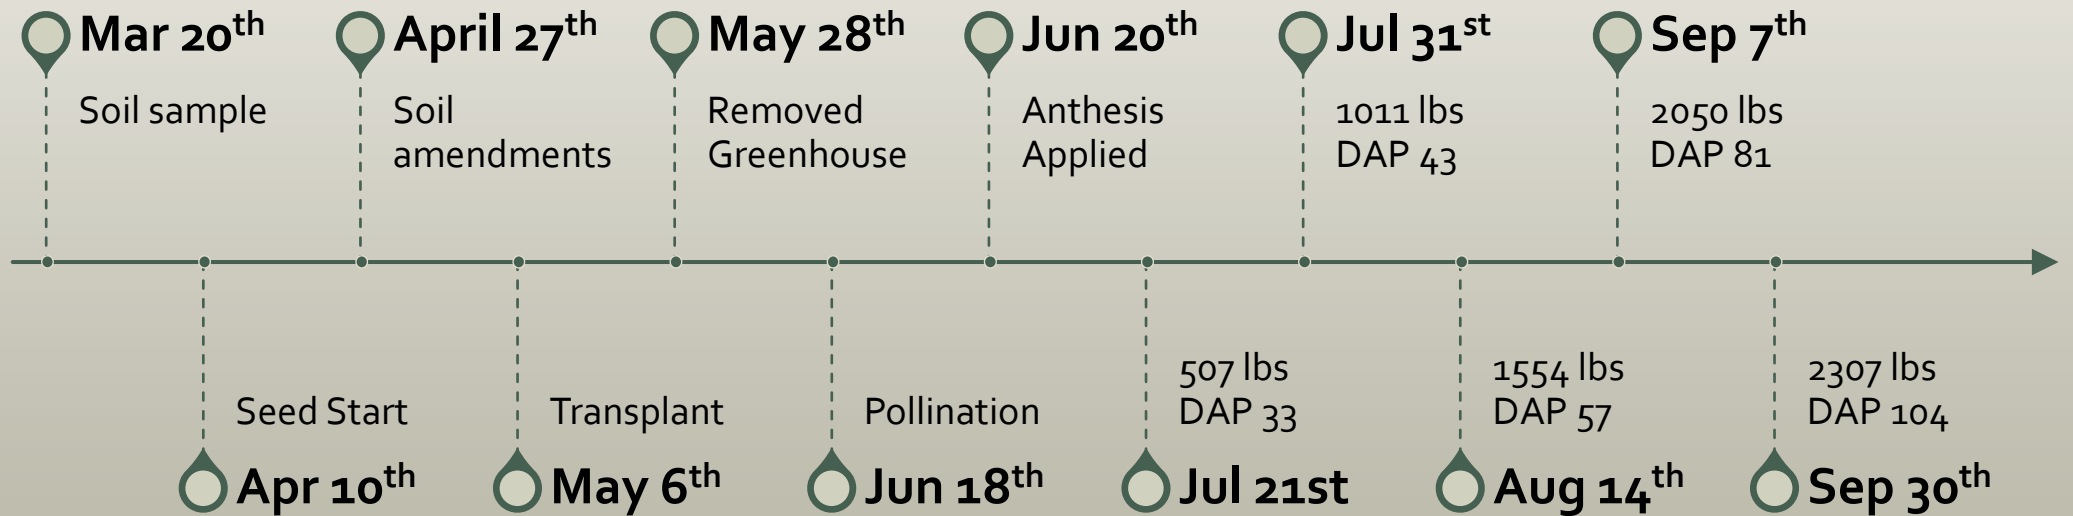 Mar 20th
Soil sample
April 27th
Soil
amendments
May 28th
Removed
Greenhouse
Jun 20th
Anthesis
Applied
Jul 31st
1011 lbs
DAP 43
Sep 7th
2050 lbs
DAP 81
Seed Start
Apr 10th
Transplant
May 6th
Pollination
Jun 18th
507 lbs
DAP 33
Jul 21st
1554 lbs
DAP 57
Aug 14th
2307 lbs
DAP 104
Sep 30th